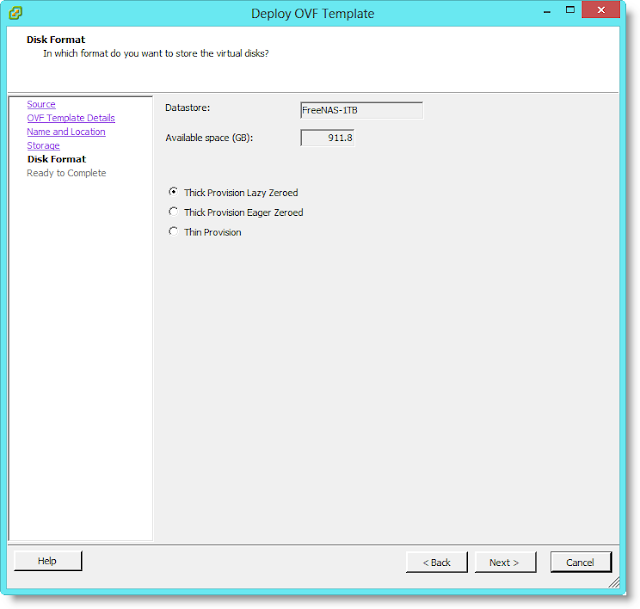 Deploy OVF Template
Disk Format
In which format do you want to store the virtual disks?
Source
OVF Template Details
Name and Location
Storage
Disk Format
Ready to Complete
Datastore:
FreeNAS-1TB
Available space (GB):
911.8
Thick Provision Lazy Zeroed
Thick Provision Eager Zeroed
Thin Provision
Help
< Back
Next >
Cancel